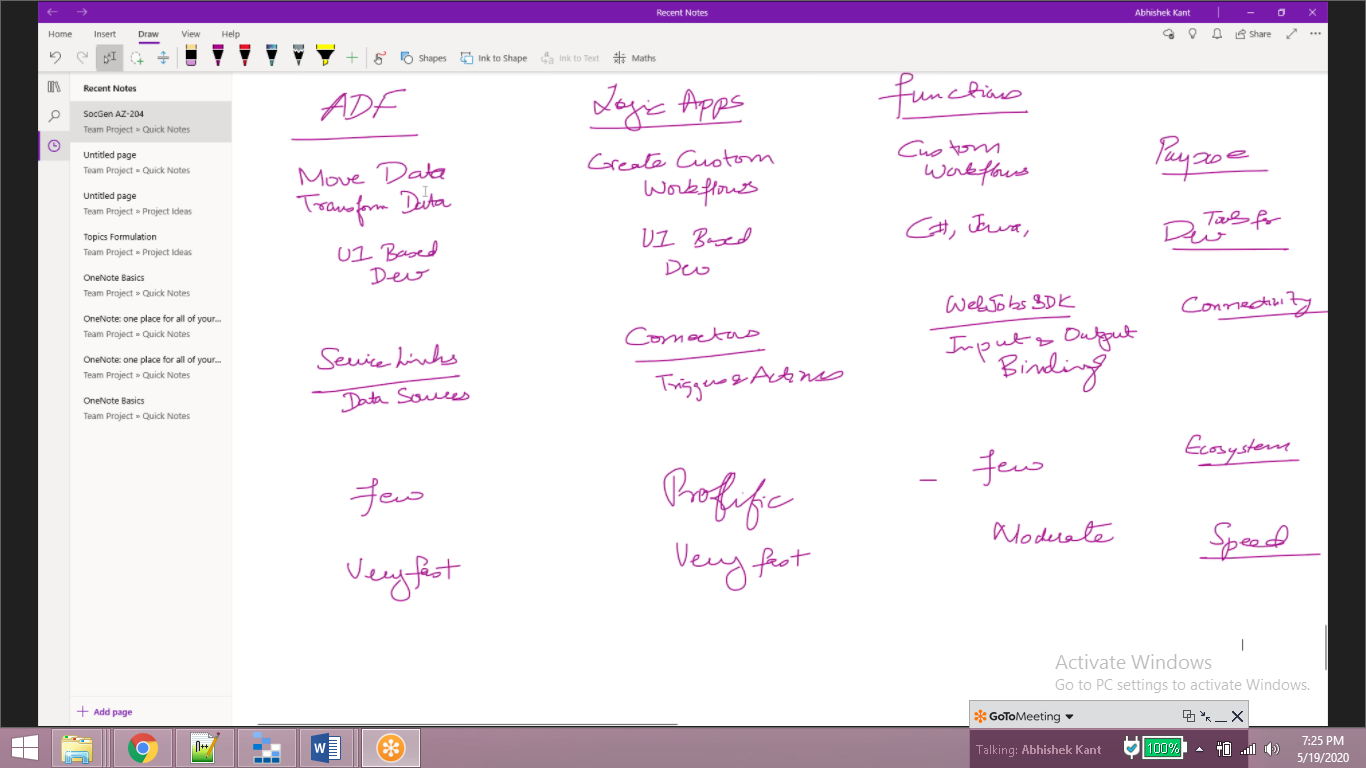 Recent Notes
Abhishek Kant
Home Insert Draw View Help
Share
Shapes Ink to Shape Ink to Text Maths
Recent Notes
SocGen AZ-204
Team Project » Quick Notes
Untitled page
Team Project » Quick Notes
Untitled page
Team Project » Project Ideas
Topics Formulation
Team Project » Project Ideas
OneNote Basics
Team Project » Quick Notes
OneNote: one place for all of your...
Team Project » Quick Notes
OneNote: one place for all of your...
Team Project » Quick Notes
OneNote Basics
Team Project » Quick Notes
Add page
ADF Logic Apps Functions
Move Data
Transform Data
Create Custom
Workflows
Custom
Workflows
Purpose
UI Based
Dev
UI Based
Dev
C#, Java,
Tools for
Dev
Service Links
Data Sources
Connectors
Triggers & Actions
WebJobs SDK
Input & Output
Binding
Connectivity
Few
Prolific
- Few
Ecosystem
Very fast
Very fast
Moderate
Speed
Activate Windows
Go to PC settings to activate Windows.
GoToMeeting
Talking: Abhishek Kant
100%
7:25 PM
5/19/2020